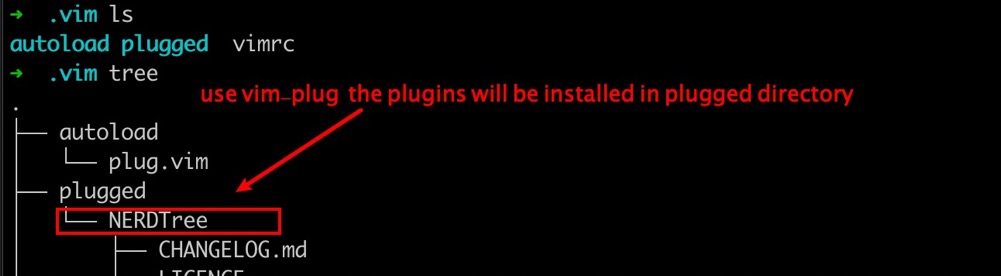 ➜ .vim ls
autoload plugged vimrc
➜ .vim tree
use vim-plug the plugins will be installed in plugged directory
.
├── autoload
│   └── plug.vim
├── plugged
│   └── NERDTree
│       ├── CHANGELOG.md
│       ├── LICENCE